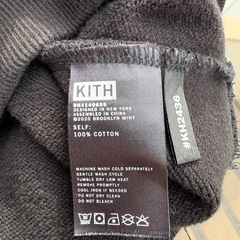 KITH
RN#140659
DESIGNED IN NEW YORK
ASSEMBLED IN CHINA
©2020 BROOKLYN MINT
SELF:
100% COTTON
MACHINE WASH COLD SEPARATELY
GENTLE WASH CYCLE
TUMBLE DRY LOW HEAT
REMOVE PROMPTLY
COOL IRON IF NEEDED
DO NOT DRY CLEAN
DO NOT BLEACH
#KH2436